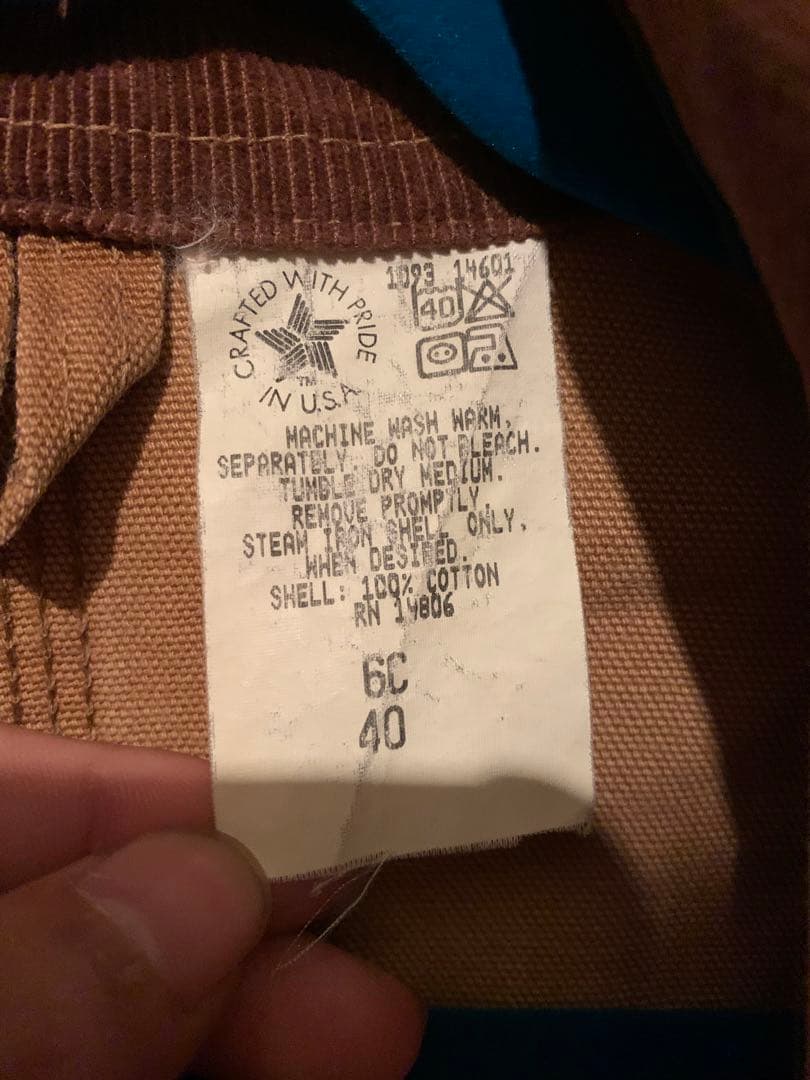 CRAFTED WITH PRIDE
TM
IN U.S.A
1093 14601
40
MACHINE WASH WARM,
SEPARATELY. DO NOT BLEACH.
TUMBLE DRY MEDIUM.
REMOVE PROMPTLY.
STEAM IRON SHELL ONLY,
WHEN DESIRED.
SHELL: 100% COTTON
RN 14806
6C
40